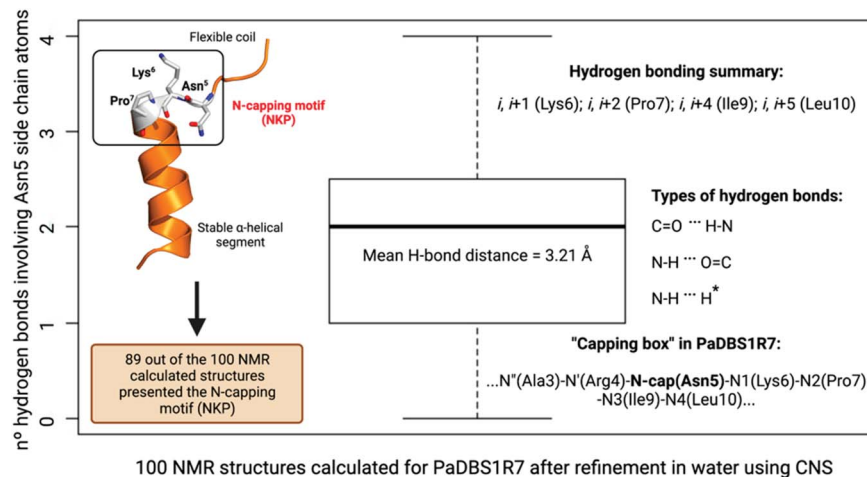 nº hydrogen bonds involving Asn5 side chain atoms
4
3
2
1
0
Flexible coil
Lys⁶
Asn⁵
Pro⁷
N-capping motif
(NKP)
Stable α-helical
segment
89 out of the 100 NMR
calculated structures
presented the N-capping
motif (NKP)
Mean H-bond distance = 3.21 Å
Hydrogen bonding summary:
i, i+1 (Lys6); i, i+2 (Pro7); i, i+4 (Ile9); i, i+5 (Leu10)
Types of hydrogen bonds:
C=O ··· H-N
N-H ··· O=C
N-H ··· H*
"Capping box" in PaDBS1R7:
...N"(Ala3)-N'(Arg4)-N-cap(Asn5)-N1(Lys6)-N2(Pro7)
-N3(Ile9)-N4(Leu10)...
100 NMR structures calculated for PaDBS1R7 after refinement in water using CNS